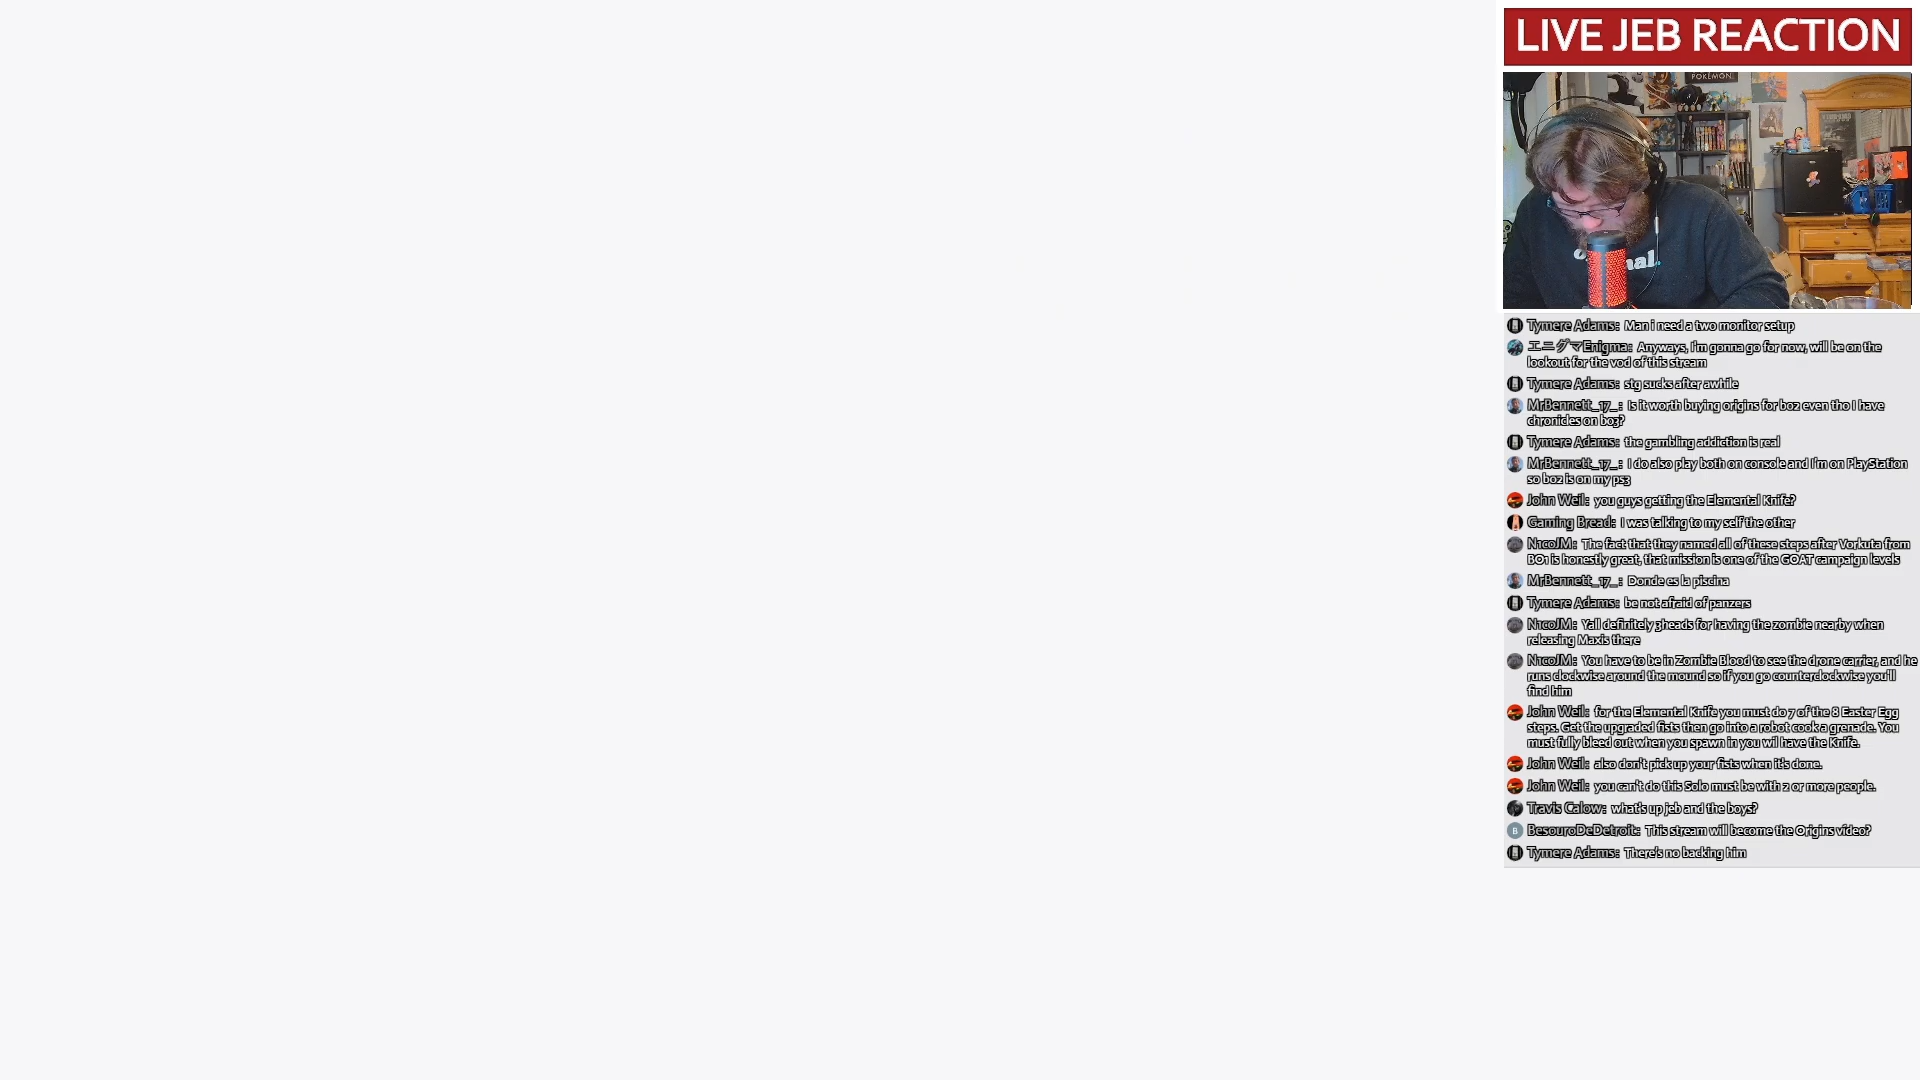 LIVE JEB REACTION
POKÉMON
Tymere Adams: Man i need a two monitor setup
エニグマEnigma: Anyways, I'm gonna go for now, will be on the
lookout for the vod of this stream
Tymere Adams: stg sucks after awhile
MrBennett_17_: Is it worth buying origins for bo2 even tho I have
chronicles on bo3?
Tymere Adams: the gambling addiction is real
MrBennett_17_: I do also play both on console and I'm on PlayStation
so bo2 is on my ps3
John Weil: you guys getting the Elemental Knife?
Gaming Bread: I was talking to my self the other
N1coJM: The fact that they named all of these steps after Vorkuta from
BO1 is honestly great, that mission is one of the GOAT campaign levels
MrBennett_17_: Donde es la piscina
Tymere Adams: be not afraid of panzers
N1coJM: Yall definitely 3heads for having the zombie nearby when
releasing Maxis there
N1coJM: You have to be in Zombie Blood to see the drone carrier, and he
runs clockwise around the mound so if you go counterclockwise you'll
find him
John Weil: for the Elemental Knife you must do 7 of the 8 Easter Egg
steps. Get the upgraded fists then go into a robot cook a grenade. You
must fully bleed out when you spawn in you wil have the Knife.
John Weil: also don't pick up your fists when it's done.
John Weil: you can't do this Solo must be with 2 or more people.
Travis Calow: what's up jeb and the boys?
B BesouroDeDetroit: This stream will become the Origins video?
Tymere Adams: There's no backing him